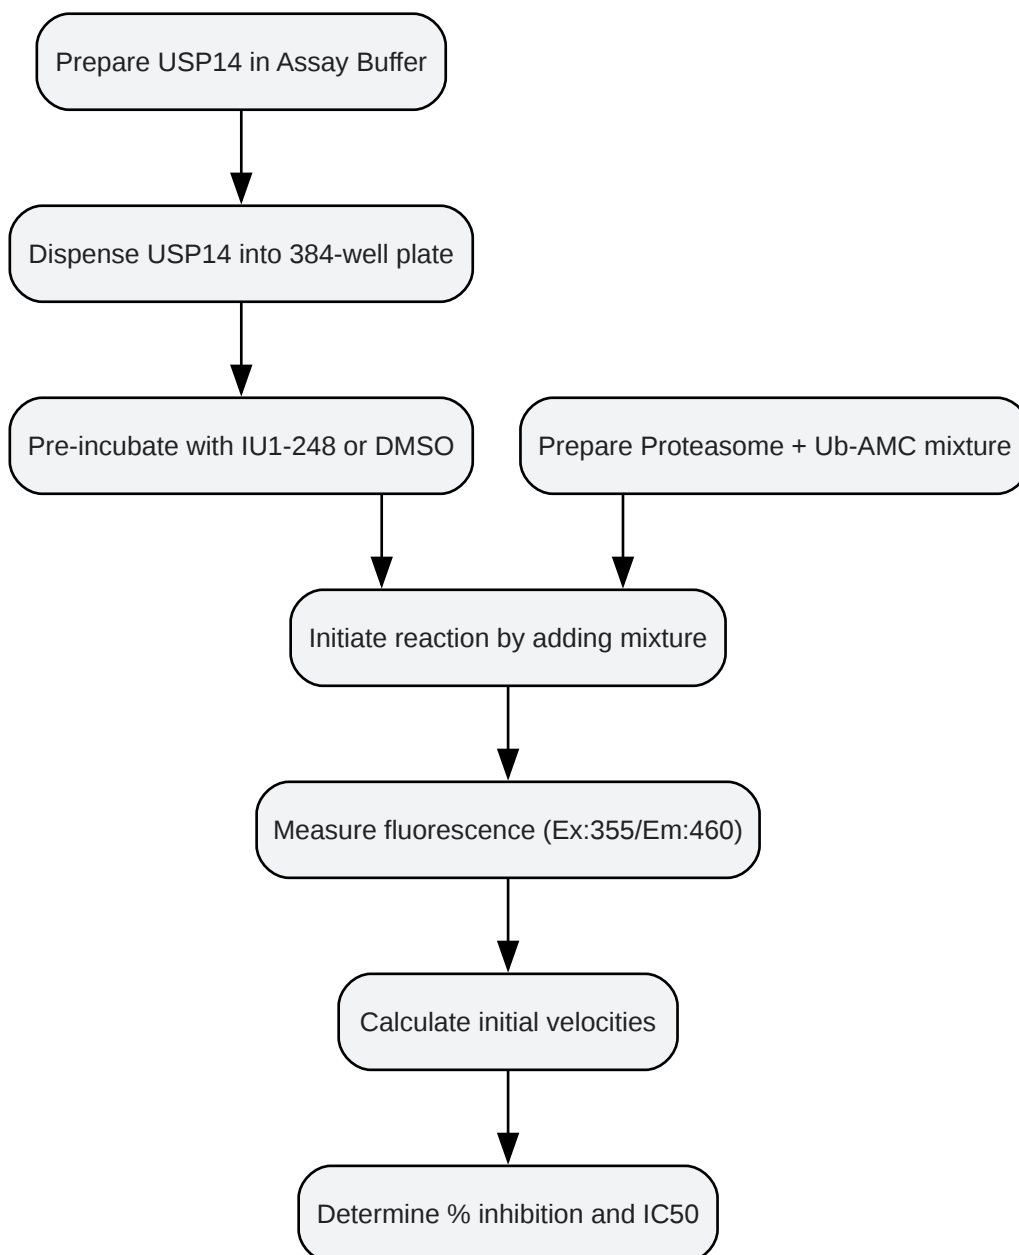 Prepare USP14 in Assay Buffer
Dispense USP14 into 384-well plate
Pre-incubate with IU1-248 or DMSO
Prepare Proteasome + Ub-AMC mixture
Initiate reaction by adding mixture
Measure fluorescence (Ex:355/Em:460)
Calculate initial velocities
Determine % inhibition and IC50